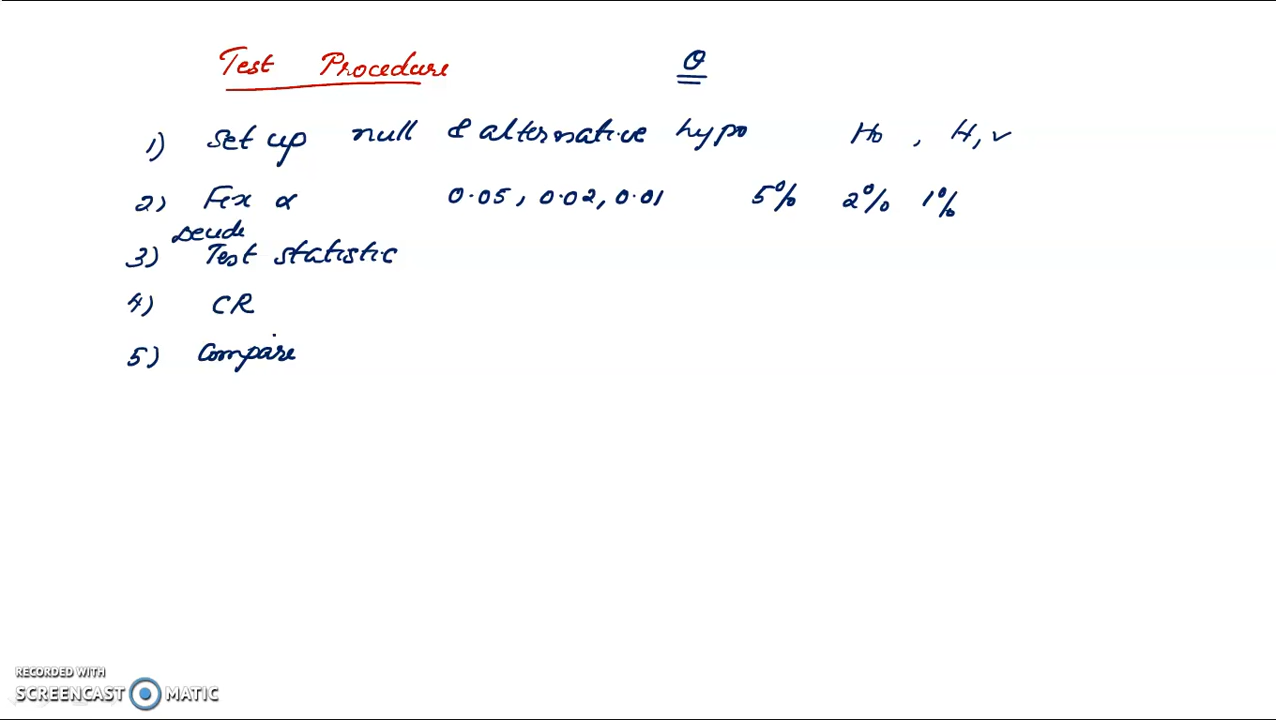 Test Procedure θ
1) Set up null & alternative hypo H0 , H1 ✓
2) Fix α 0.05, 0.02, 0.01 5% 2% 1%
Decide
3) Test statistic
4) CR
5) Compare
RECORDED WITH
SCREENCAST MATIC